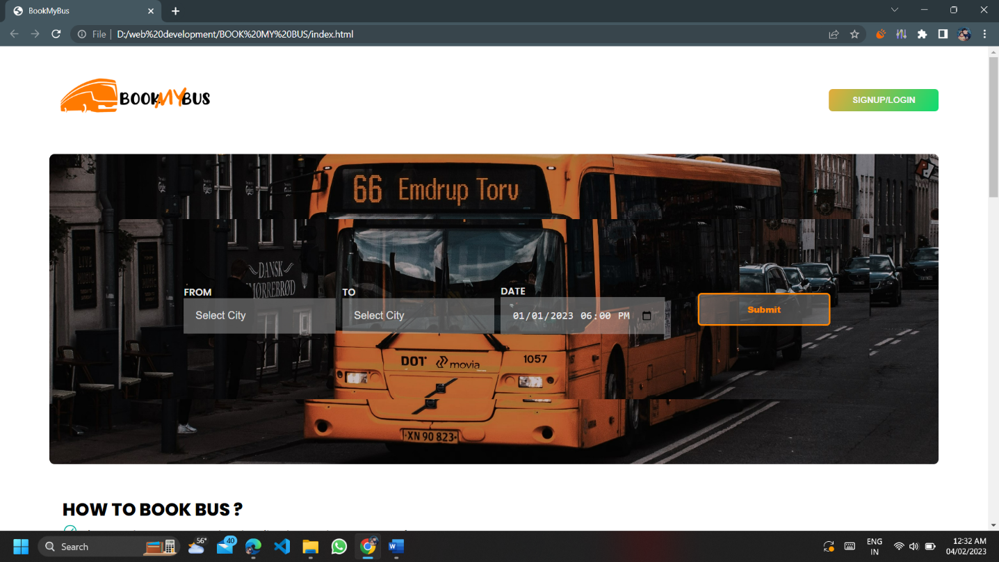 BookMyBus
File
D:/web%20development/BOOK%20MY%20BUS/index.html
BOOKMYBUS
SIGNUP/LOGIN
66 Emdrup Torv
DANSK
SMØRREBRØD
FROM
TO
DATE
Select City
Select City
01/01/2023 06:00 PM
Submit
DOT movia
1057
XN 90 823
HOW TO BOOK BUS ?
Search
56°
40
ENG
IN
12:32 AM
04/02/2023